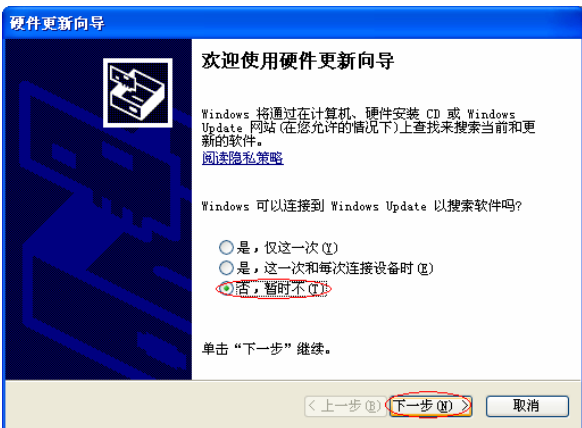 硬件更新向导
欢迎使用硬件更新向导
Windows 将通过在计算机、硬件安装 CD 或 Windows
Update 网站(在您允许的情况下)上查找来搜索当前和更
新的软件。
阅读隐私策略
Windows 可以连接到 Windows Update 以搜索软件吗?
是，仅这一次(Y)
是，这一次和每次连接设备时(E)
否，暂时不(T)
单击“下一步”继续。
< 上一步(B) 下一步(N) > 取消